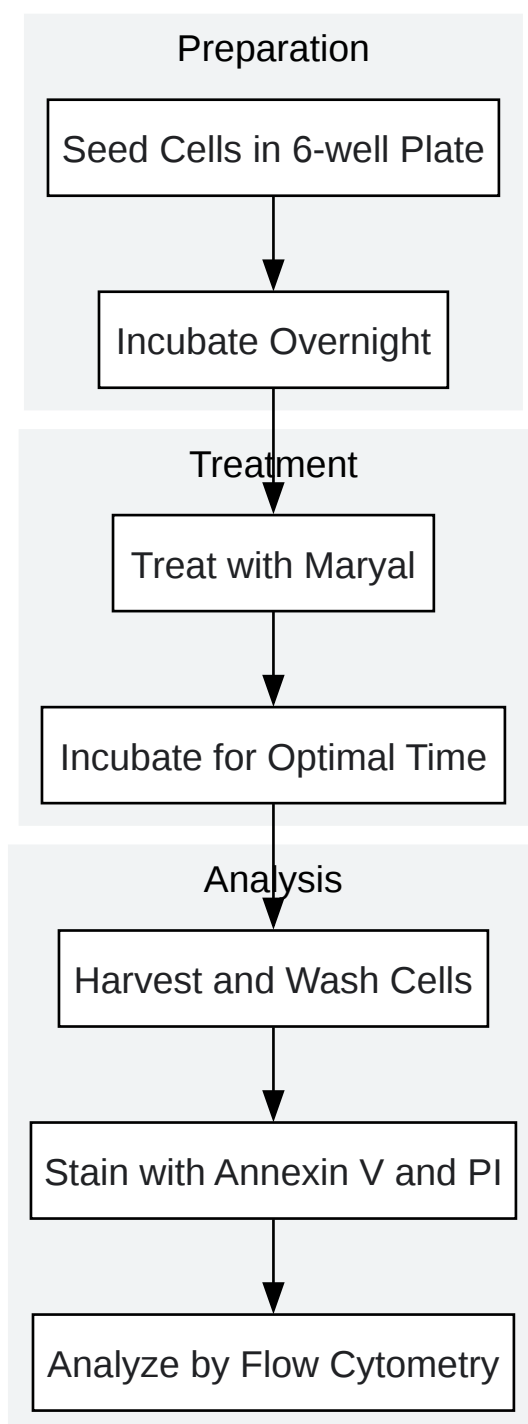 Preparation
Seed Cells in 6-well Plate
Incubate Overnight
Treatment
Treat with Maryal
Incubate for Optimal Time
Analysis
Harvest and Wash Cells
Stain with Annexin V and PI
Analyze by Flow Cytometry